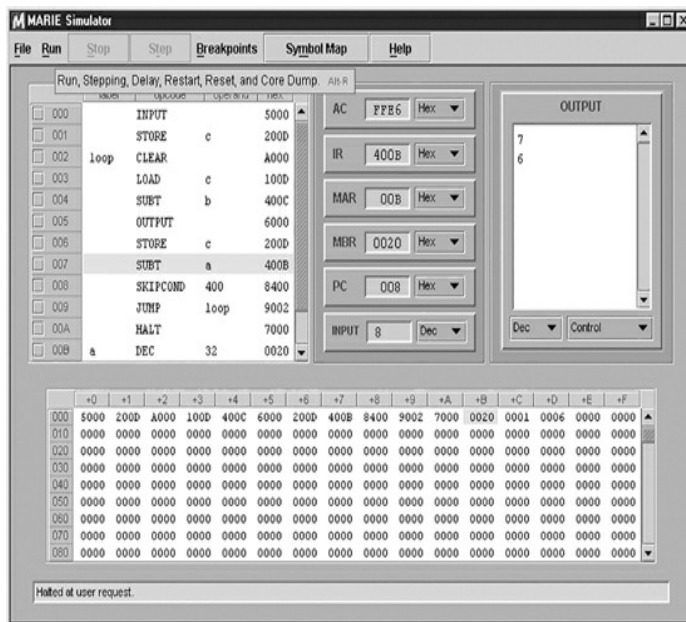 MARIE Simulator
File Run Stop Step Breakpoints Symbol Map Help
Run, Stepping, Delay, Restart, Reset, and Core Dump. Alt-R
label opcode operand hex
000 INPUT 5000
001 STORE c 200D
002 loop CLEAR A000
003 LOAD c 100D
004 SUBT b 400C
005 OUTPUT 6000
006 STORE c 200D
007 SUBT a 400B
008 SKIPCOND 400 8400
009 JUMP loop 9002
00A HALT 7000
00B a DEC 32 0020
AC FFE6 Hex
IR 400B Hex
MAR 00B Hex
MBR 0020 Hex
PC 008 Hex
INPUT 8 Dec
OUTPUT
7
6
Dec Control
+0 +1 +2 +3 +4 +5 +6 +7 +8 +9 +A +B +C +D +E +F
000 5000 200D A000 100D 400C 6000 200D 400B 8400 9002 7000 0020 0001 0006 0000 0000
010 0000 0000 0000 0000 0000 0000 0000 0000 0000 0000 0000 0000 0000 0000 0000 0000
020 0000 0000 0000 0000 0000 0000 0000 0000 0000 0000 0000 0000 0000 0000 0000 0000
030 0000 0000 0000 0000 0000 0000 0000 0000 0000 0000 0000 0000 0000 0000 0000 0000
040 0000 0000 0000 0000 0000 0000 0000 0000 0000 0000 0000 0000 0000 0000 0000 0000
050 0000 0000 0000 0000 0000 0000 0000 0000 0000 0000 0000 0000 0000 0000 0000 0000
060 0000 0000 0000 0000 0000 0000 0000 0000 0000 0000 0000 0000 0000 0000 0000 0000
070 0000 0000 0000 0000 0000 0000 0000 0000 0000 0000 0000 0000 0000 0000 0000 0000
080 0000 0000 0000 0000 0000 0000 0000 0000 0000 0000 0000 0000 0000 0000 0000 0000
Halted at user request.